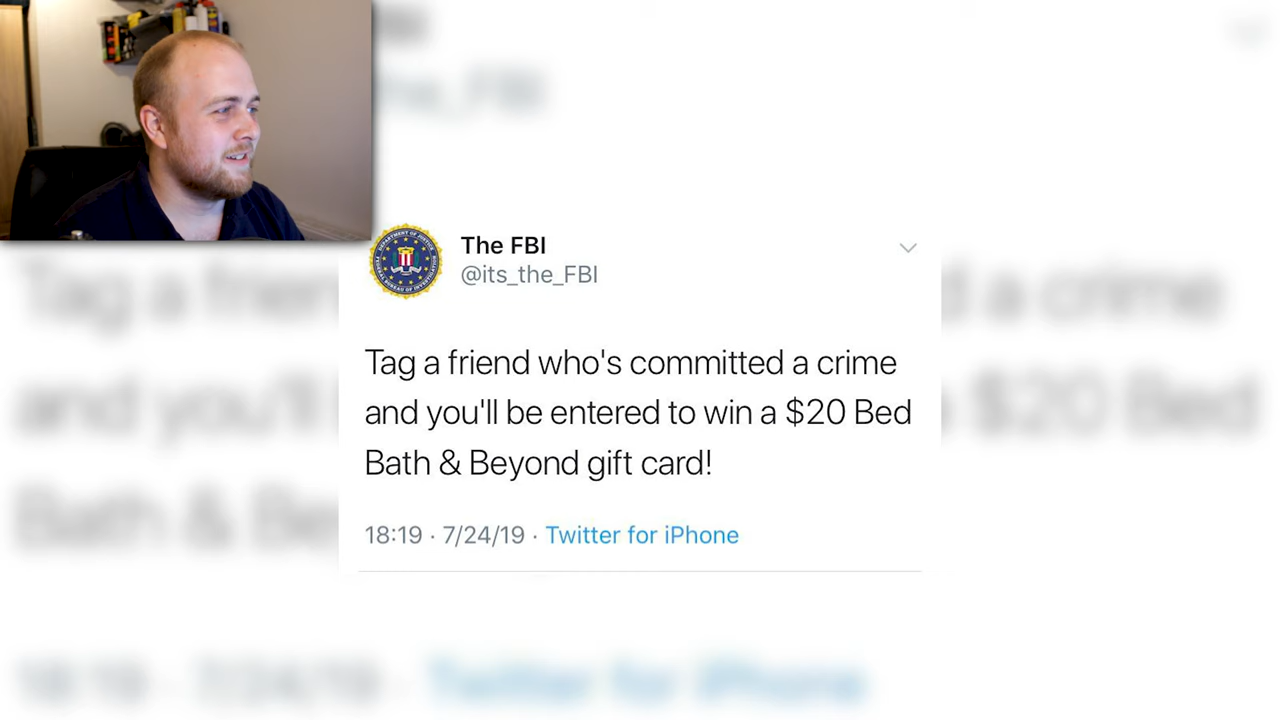 The FBI
@its_the_FBI
Tag a friend who's committed a crime
and you'll be entered to win a $20 Bed
Bath & Beyond gift card!
18:19 · 7/24/19 · Twitter for iPhone